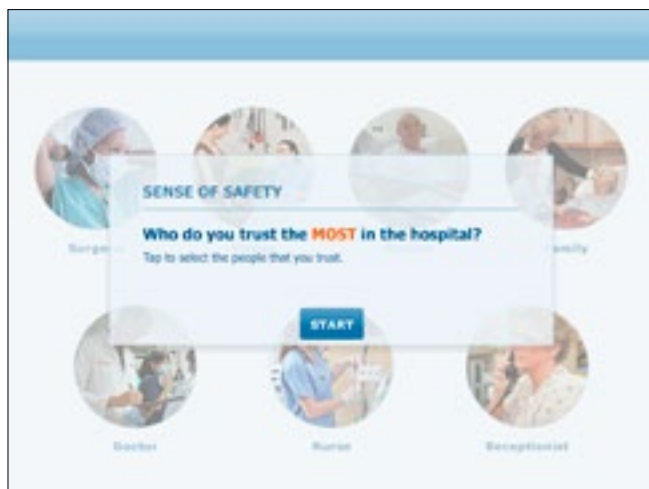 SENSE OF SAFETY
Who do you trust the MOST in the hospital?
Tap to select the people that you trust.
START
Doctor
Nurse
Receptionist